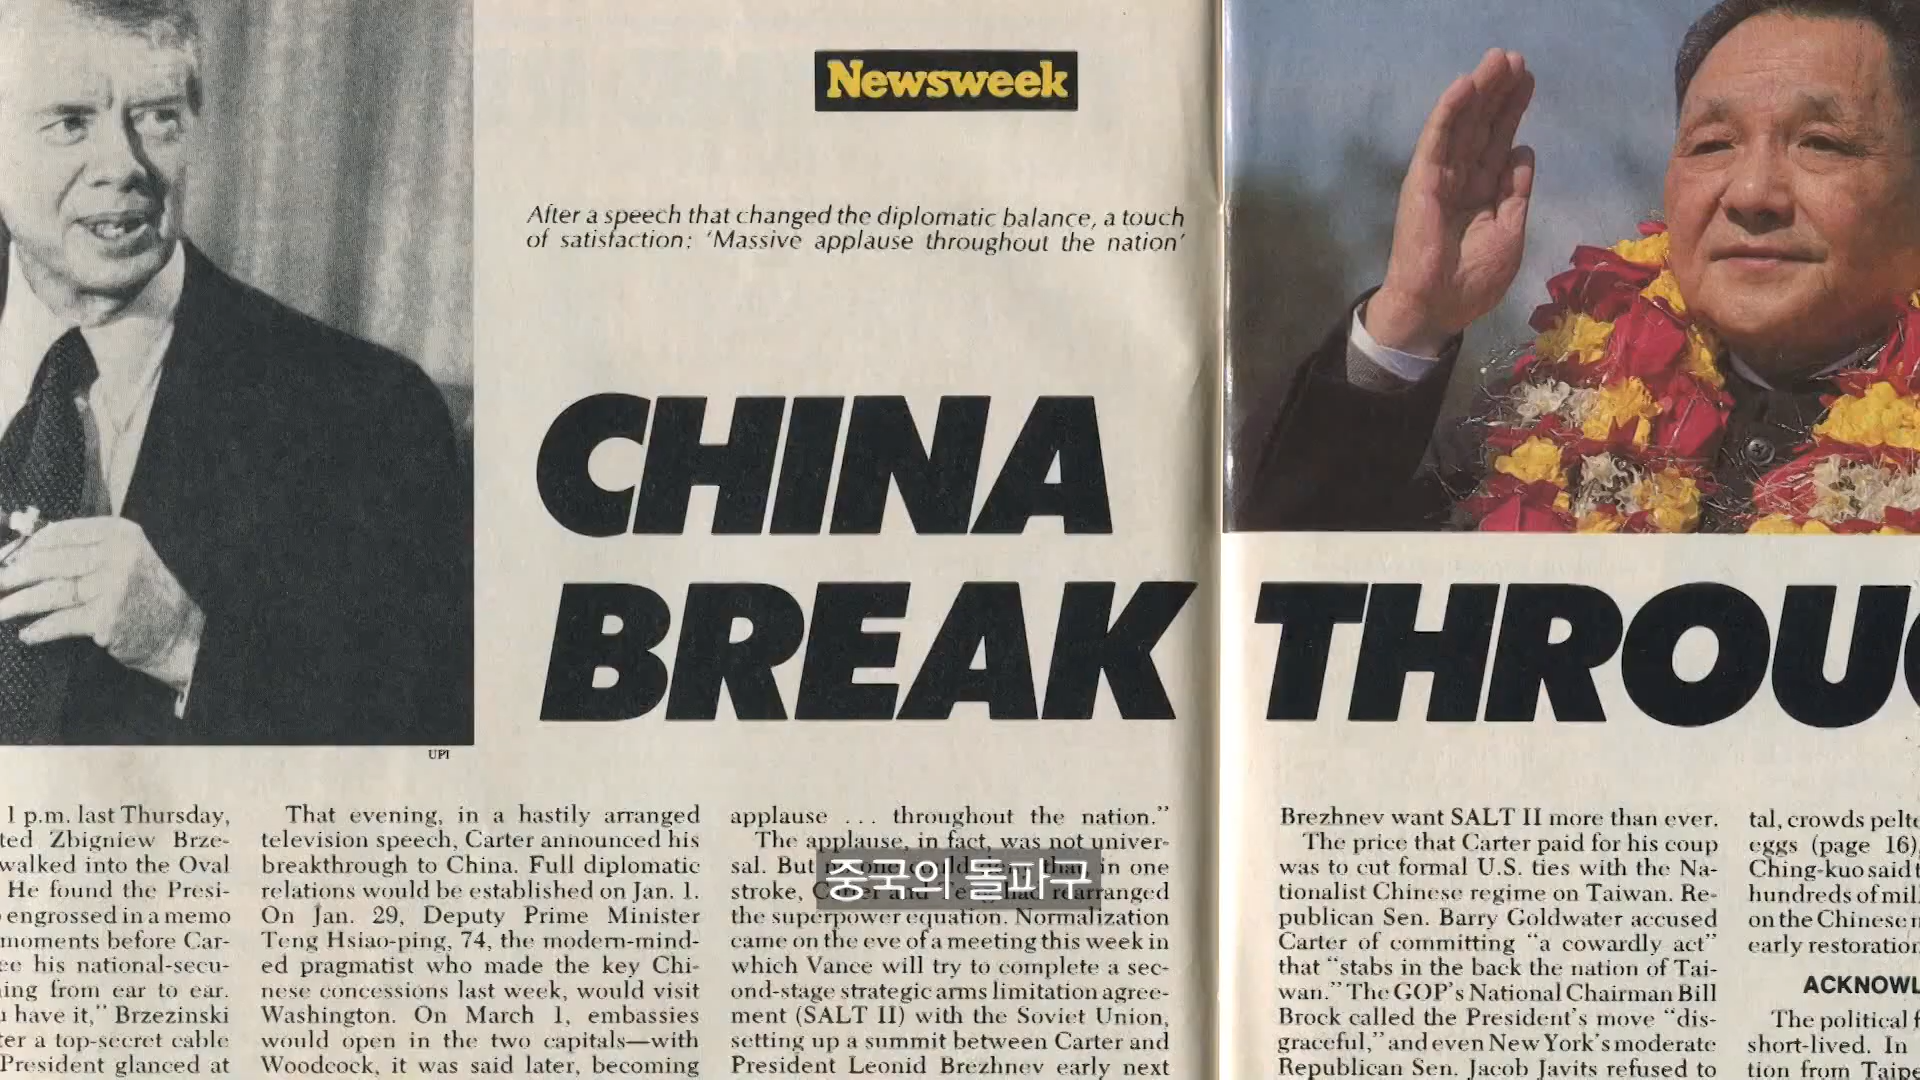 Newsweek
After a speech that changed the diplomatic balance, a touch
of satisfaction: 'Massive applause throughout the nation'
CHINA
BREAK THROUG
UPI
1 p.m. last Thursday,
ted Zbigniew Brze-
walked into the Oval
He found the Presi-
engrossed in a memo
moments before Car-
ee his national-secu-
ing from ear to ear.
u have it," Brzezinski
ter a top-secret cable
President glanced at
That evening, in a hastily arranged
television speech, Carter announced his
breakthrough to China. Full diplomatic
relations would be established on Jan. 1.
On Jan. 29, Deputy Prime Minister
Teng Hsiao-ping, 74, the modern-mind-
ed pragmatist who made the key Chi-
nese concessions last week, would visit
Washington. On March 1, embassies
would open in the two capitals—with
Woodcock, it was said later, becoming
applause ... throughout the nation."
The applause, in fact, was not univer-
sal. But in one
stroke, rearranged
the superpower equation. Normalization
came on the eve of a meeting this week in
which Vance will try to complete a sec-
ond-stage strategic arms limitation agree-
ment (SALT II) with the Soviet Union,
setting up a summit between Carter and
President Leonid Brezhnev early next
중국의 돌파구
Brezhnev want SALT II more than ever.
The price that Carter paid for his coup
was to cut formal U.S. ties with the Na-
tionalist Chinese regime on Taiwan. Re-
publican Sen. Barry Goldwater accused
Carter of committing "a cowardly act"
that "stabs in the back the nation of Tai-
wan." The GOP's National Chairman Bill
Brock called the President's move "dis-
graceful," and even New York's moderate
Republican Sen. Jacob Javits refused to
tal, crowds pelte
eggs (page 16)
Ching-kuo said t
hundreds of mil
on the Chinese n
early restoration
ACKNOWL
The political f
short-lived. In
tion from Taipe